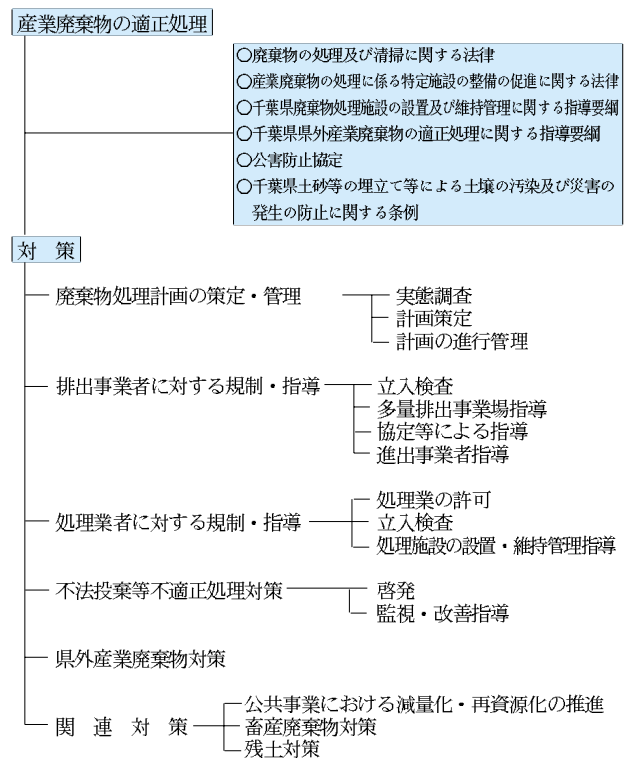 産業廃棄物の適正処理
○廃棄物の処理及び清掃に関する法律
○産業廃棄物の処理に係る特定施設の整備の促進に関する法律
○千葉県廃棄物処理施設の設置及び維持管理に関する指導要綱
○千葉県県外産業廃棄物の適正処理に関する指導要綱
○公害防止協定
○千葉県土砂等の埋立て等による土壌の汚染及び災害の
発生の防止に関する条例
対　策
廃棄物処理計画の策定・管理
実態調査
計画策定
計画の進行管理
排出事業者に対する規制・指導
立入検査
多量排出事業場指導
協定等による指導
進出事業者指導
処理業者に対する規制・指導
処理業の許可
立入検査
処理施設の設置・維持管理指導
不法投棄等不適正処理対策
啓発
監視・改善指導
県外産業廃棄物対策
関　連　対　策
公共事業における減量化・再資源化の推進
畜産廃棄物対策
残土対策